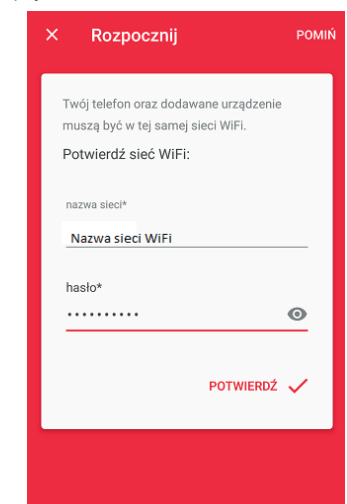 Rozpocznij POMIŃ
Twój telefon oraz dodawane urządzenie
muszą być w tej samej sieci WiFi.
Potwierdź sieć WiFi:
nazwa sieci*
Nazwa sieci WiFi
hasło*
••••••••••
POTWIERDŹ